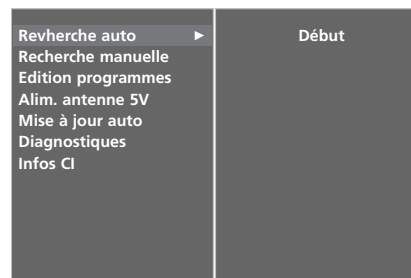 Revherche auto ►
Début
Recherche manuelle
Edition programmes
Alim. antenne 5V
Mise à jour auto
Diagnostiques
Infos CI